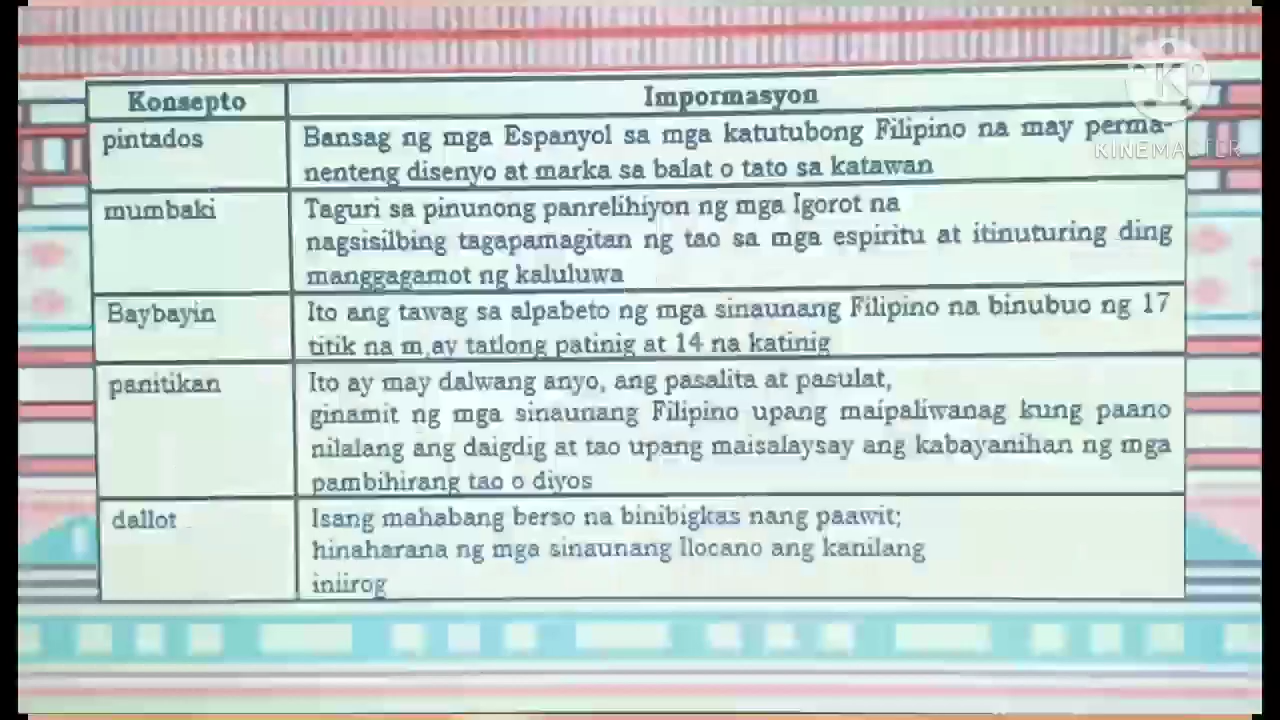 Konsepto Impormasyon
pintados Bansag ng mga Espanyol sa mga katutubong Filipino na may perma-
nenteng disenyo at marka sa balat o tato sa katawan
mumbaki Taguri sa pinunong panrelihiyon ng mga Igorot na
nagsisilbing tagapamagitan ng tao sa mga espiritu at itinuturing ding
manggagamot ng kaluluwa
Baybayin Ito ang tawag sa alpabeto ng mga sinaunang Filipino na binubuo ng 17
titik na m,ay tatlong patinig at 14 na katinig
panitikan Ito ay may dalwang anyo, ang pasalita at pasulat,
ginamit ng mga sinaunang Filipino upang maipaliwanag kung paano
nilalang ang daigdig at tao upang maisalaysay ang kabayanihan ng mga
pambihirang tao o diyos
dallot Isang mahabang berso na binibigkas nang paawit;
hinaharana ng mga sinaunang llocano ang kanilang
iniirog
K
KINEMASTER